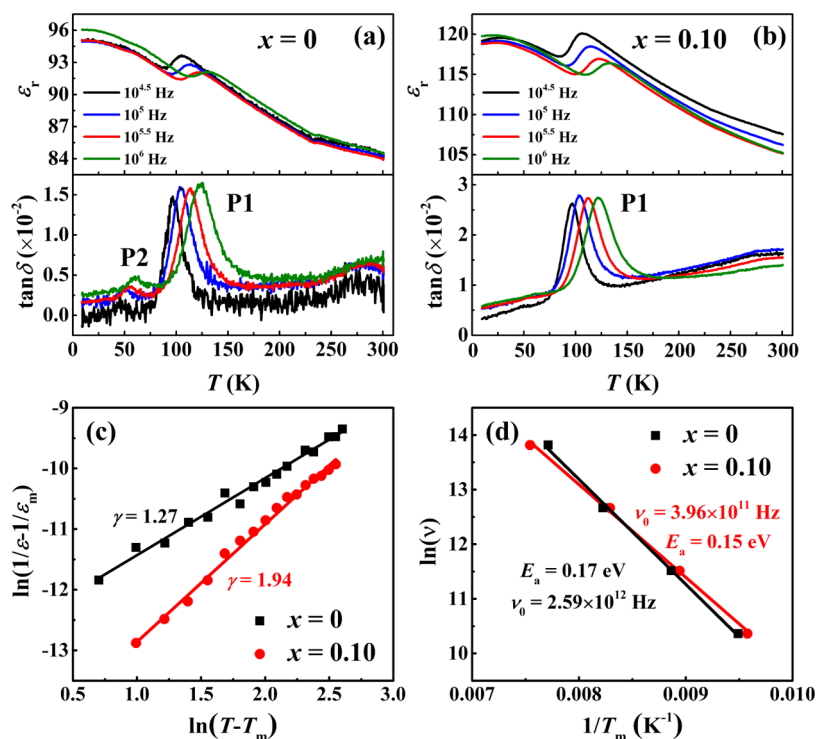 x = 0 (a)
96
93
90
87
84
εr
10^4.5 Hz
10^5 Hz
10^5.5 Hz
10^6 Hz
1.5
1.0
0.5
0.0
tanδ (×10^-2)
P2
P1
0 50 100 150 200 250 300
T (K)
x = 0.10 (b)
120
115
110
105
εr
10^4.5 Hz
10^5 Hz
10^5.5 Hz
10^6 Hz
3
2
1
0
tanδ (×10^-2)
P1
0 50 100 150 200 250 300
T (K)
(c)
-9
-10
-11
-12
-13
ln(1/ε-1/εm)
γ = 1.27
γ = 1.94
x = 0
x = 0.10
0.5 1.0 1.5 2.0 2.5 3.0
ln(T-Tm)
(d)
14
13
12
11
10
ln(ν)
x = 0
x = 0.10
ν0 = 3.96×10^11 Hz
Ea = 0.15 eV
Ea = 0.17 eV
ν0 = 2.59×10^12 Hz
0.007 0.008 0.009 0.010
1/Tm (K^-1)